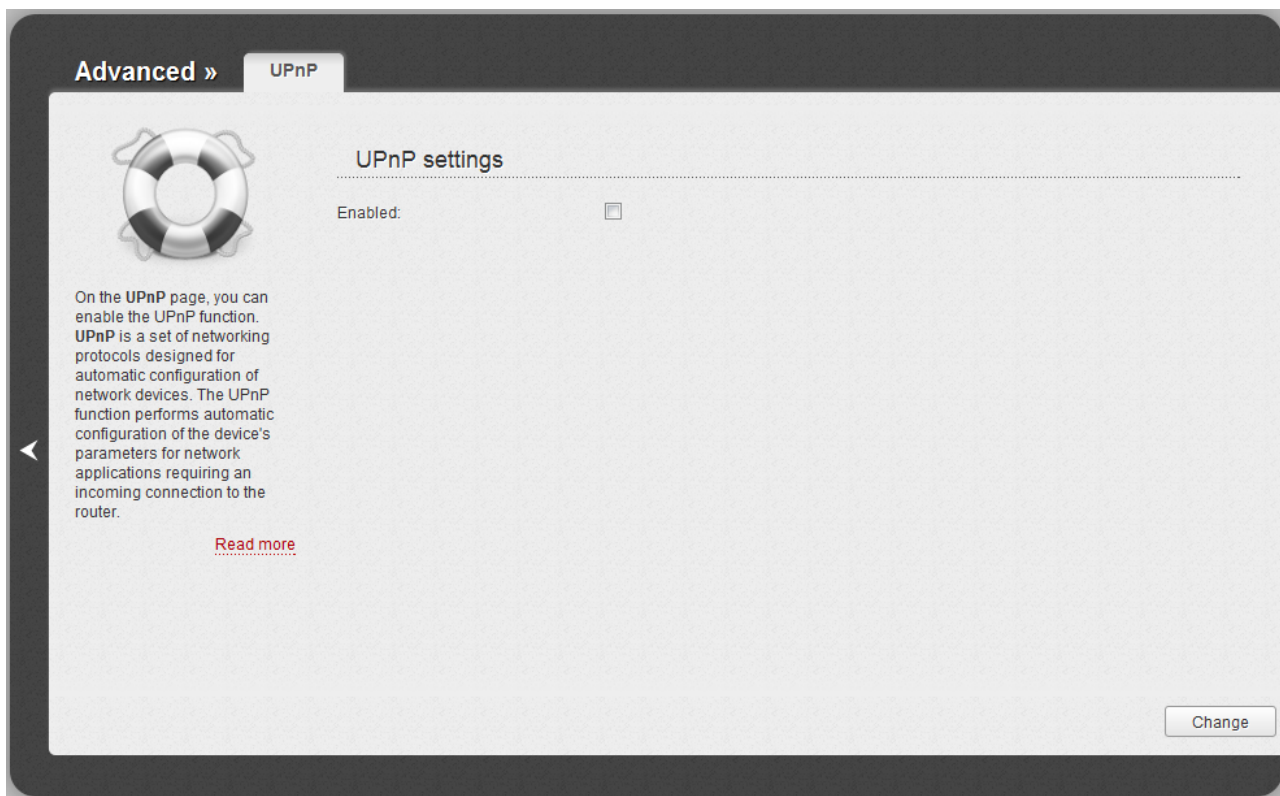 Advanced »
UPnP
UPnP settings
Enabled:
On the UPnP page, you can
enable the UPnP function.
UPnP is a set of networking
protocols designed for
automatic configuration of
network devices. The UPnP
function performs automatic
configuration of the device's
parameters for network
applications requiring an
incoming connection to the
router.
Read more
Change